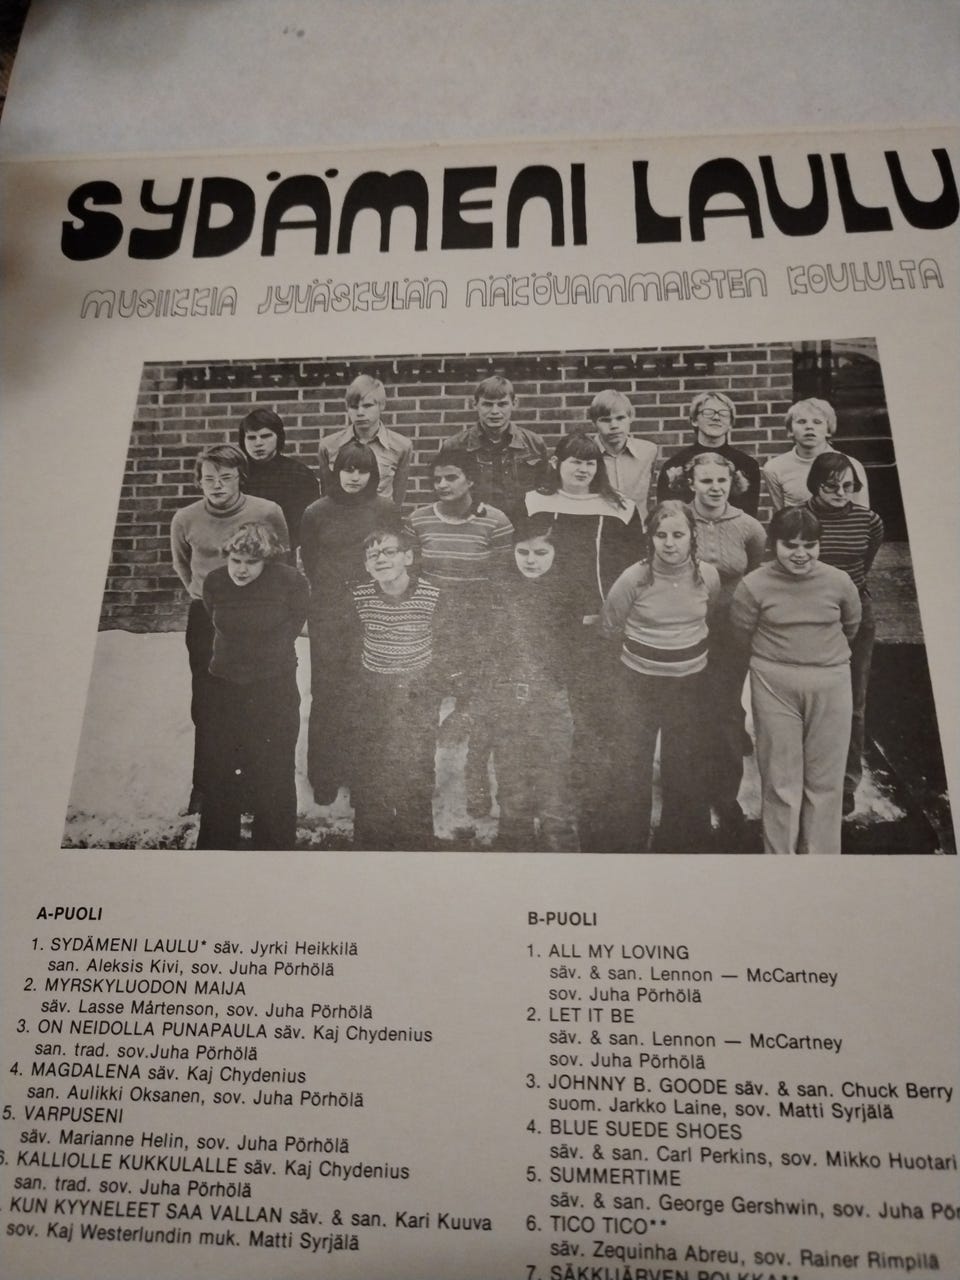 SYDÄMENI LAULU
MUSIIKKIA JYVÄSKYLÄN NÄKÖVAMMAISTEN KOULULTA
A-PUOLI
1. SYDÄMENI LAULU* säv. Jyrki Heikkilä
san. Aleksis Kivi, sov. Juha Pörhölä
2. MYRSKYLUODON MAIJA
säv. Lasse Mårtenson, sov. Juha Pörhölä
3. ON NEIDOLLA PUNAPAULA säv. Kaj Chydenius
san. trad. sov.Juha Pörhölä
4. MAGDALENA säv. Kaj Chydenius
san. Aulikki Oksanen, sov. Juha Pörhölä
5. VARPUSENI
säv. Marianne Helin, sov. Juha Pörhölä
6. KALLIOLLE KUKKULALLE säv. Kaj Chydenius
san. trad. sov. Juha Pörhölä
. KUN KYYNELEET SAA VALLAN säv. & san. Kari Kuuva
sov. Kaj Westerlundin muk. Matti Syrjälä
B-PUOLI
1. ALL MY LOVING
säv. & san. Lennon — McCartney
sov. Juha Pörhölä
2. LET IT BE
säv. & san. Lennon — McCartney
sov. Juha Pörhölä
3. JOHNNY B. GOODE säv. & san. Chuck Berry
suom. Jarkko Laine, sov. Matti Syrjälä
4. BLUE SUEDE SHOES
säv. & san. Carl Perkins, sov. Mikko Huotari
5. SUMMERTIME
säv. & san. George Gershwin, sov. Juha Pör
6. TICO TICO**
säv. Zequinha Abreu, sov. Rainer Rimpilä
7. SÄKKIJÄRVEN POLKKA